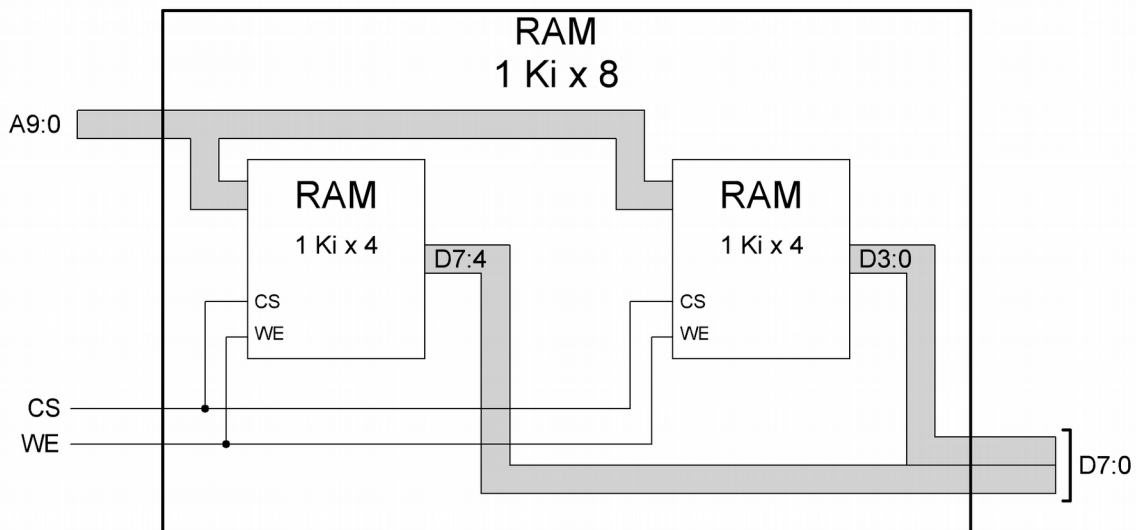 RAM
1 Ki x 8
A9:0
RAM
1 Ki x 4
D7:4
CS
WE
RAM
1 Ki x 4
D3:0
CS
WE
CS
WE
D7:0